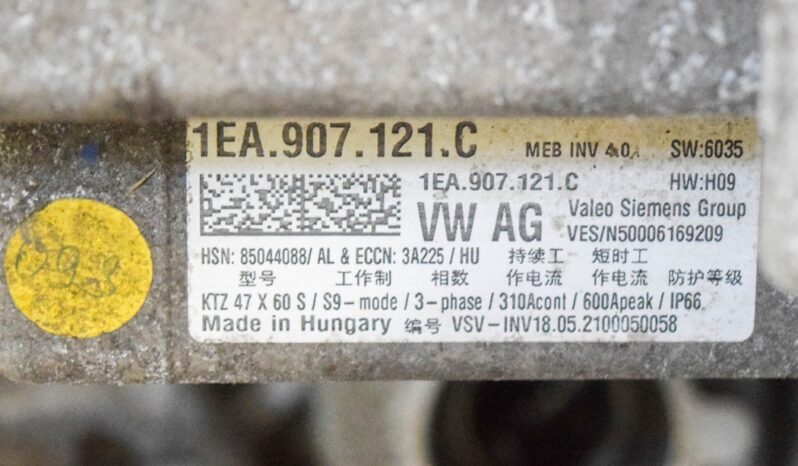 1EA.907.121.C MEB INV 4.0 SW:6035
1EA.907.121.C HW:H09
VW AG Valeo Siemens Group
VES/N50006169209
HSN: 85044088/ AL & ECCN: 3A225 / HU 持续工 短时工
型号 工作制 相数 作电流 作电流 防护等级
KTZ 47 X 60 S / S9-mode / 3-phase / 310Acont / 600Apeak / IP66
Made in Hungary 编号 VSV-INV18.05.2100050058